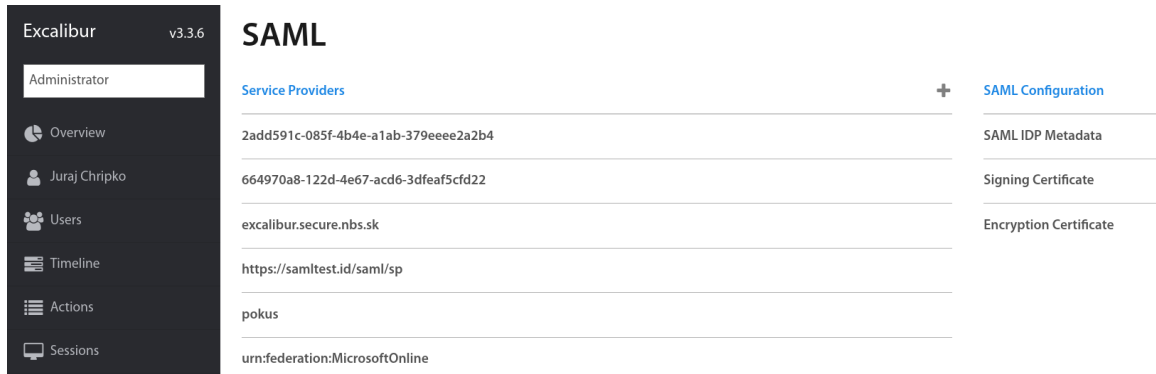 Excalibur v3.3.6
Administrator
Overview
Juraj Chripko
Users
Timeline
Actions
Sessions
SAML
Service Providers
2add591c-085f-4b4e-a1ab-379eeee2a2b4
664970a8-122d-4e67-acd6-3dfeaf5cfd22
excalibur.secure.nbs.sk
https://samltest.id/saml/sp
pokus
urn:federation:MicrosoftOnline
SAML Configuration
SAML IDP Metadata
Signing Certificate
Encryption Certificate